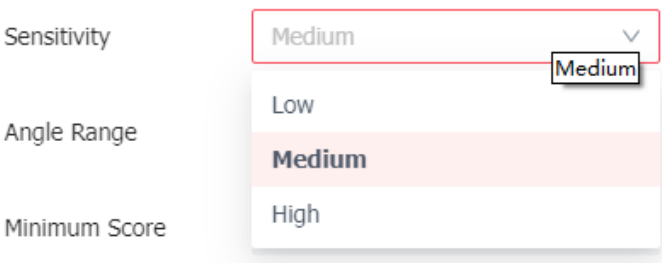 Sensitivity
Medium
Medium
Low
Angle Range
Medium
High
Minimum Score